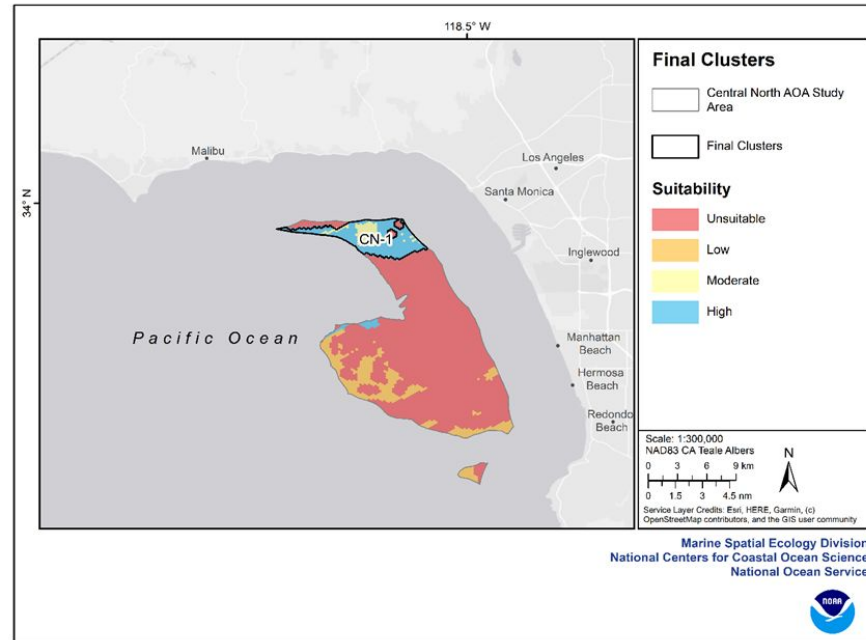 118.5° W
34° N
Malibu
Los Angeles
Santa Monica
CN-1
Inglewood
Pacific Ocean
Manhattan
Beach
Hermosa
Beach
Redondo
Beach
Final Clusters
Central North AOA Study
Area
Final Clusters
Suitability
Unsuitable
Low
Moderate
High
Scale: 1:300,000
NAD83 CA Teale Albers
N
0 3 6 9 km
0 1.5 3 4.5 nm
Service Layer Credits: Esri, HERE, Garmin, (c)
OpenStreetMap contributors, and the GIS user community
Marine Spatial Ecology Division
National Centers for Coastal Ocean Science
National Ocean Service
NOAA